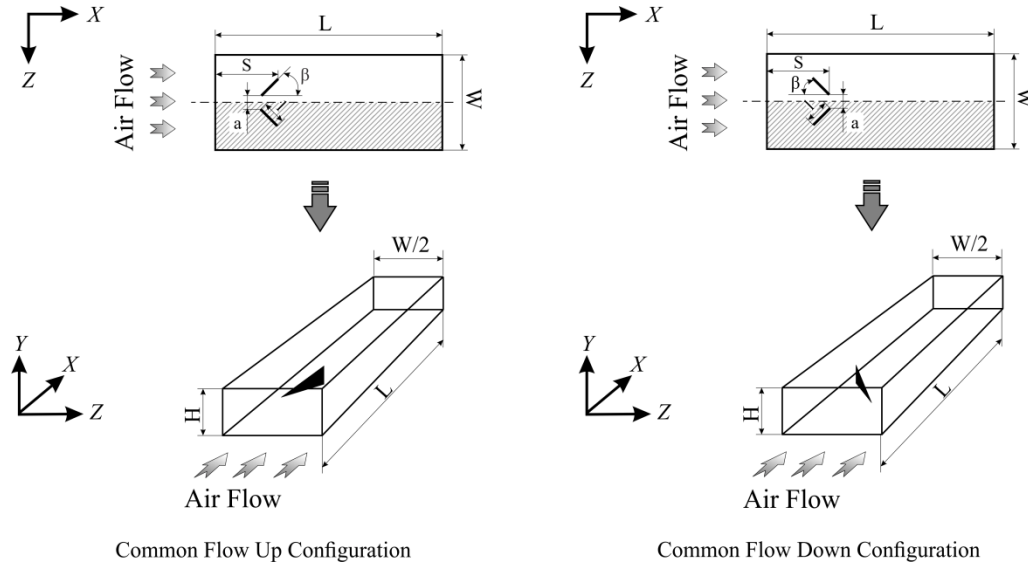 X
Z
Air Flow
L
S
β
a
W
W/2
Y
X
Z
H
L
Air Flow
Common Flow Up Configuration
X
Z
Air Flow
L
S
β
a
W
W/2
Y
X
Z
H
L
Air Flow
Common Flow Down Configuration